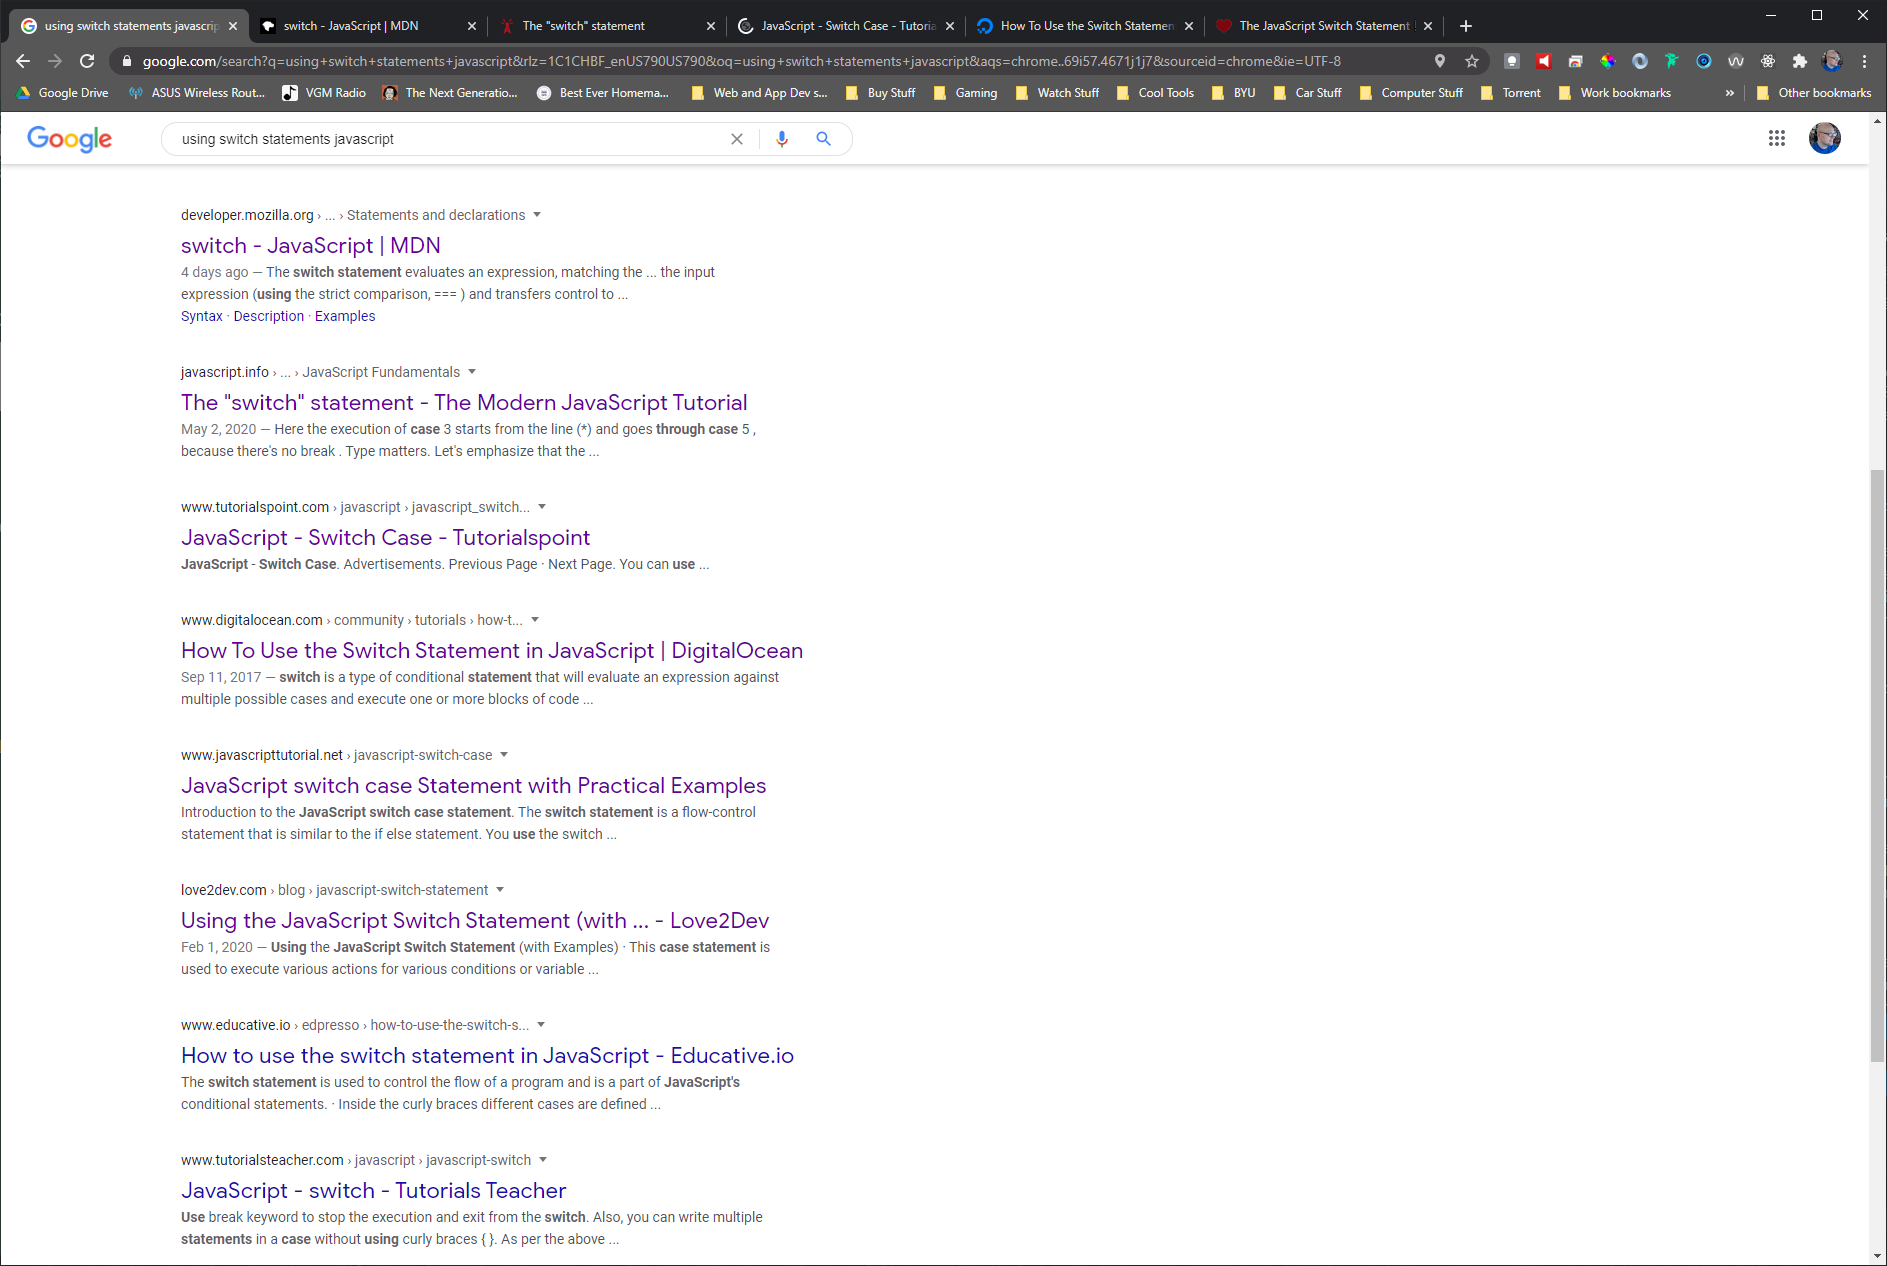 using switch statements javascrip
switch - JavaScript | MDN
The "switch" statement
JavaScript - Switch Case - Tutoria
How To Use the Switch Statemen
The JavaScript Switch Statement
google.com/search?q=using+switch+statements+javascript&rlz=1C1CHBF_enUS790US790&oq=using+switch+statements+javascript&aqs=chrome..69i57.4671j1j7&sourceid=chrome&ie=UTF-8
Google Drive
ASUS Wireless Rout...
VGM Radio
The Next Generatio...
Best Ever Homema...
Web and App Dev s...
Buy Stuff
Gaming
Watch Stuff
Cool Tools
BYU
Car Stuff
Computer Stuff
Torrent
Work bookmarks
»
Other bookmarks
Google
using switch statements javascript
developer.mozilla.org › ... › Statements and declarations
switch - JavaScript | MDN
4 days ago — The switch statement evaluates an expression, matching the ... the input
expression (using the strict comparison, === ) and transfers control to ...
Syntax · Description · Examples
javascript.info › ... › JavaScript Fundamentals
The "switch" statement - The Modern JavaScript Tutorial
May 2, 2020 — Here the execution of case 3 starts from the line (*) and goes through case 5 ,
because there's no break . Type matters. Let's emphasize that the ...
www.tutorialspoint.com › javascript › javascript_switch...
JavaScript - Switch Case - Tutorialspoint
JavaScript - Switch Case. Advertisements. Previous Page · Next Page. You can use ...
www.digitalocean.com › community › tutorials › how-t...
How To Use the Switch Statement in JavaScript | DigitalOcean
Sep 11, 2017 — switch is a type of conditional statement that will evaluate an expression against
multiple possible cases and execute one or more blocks of code ...
www.javascripttutorial.net › javascript-switch-case
JavaScript switch case Statement with Practical Examples
Introduction to the JavaScript switch case statement. The switch statement is a flow-control
statement that is similar to the if else statement. You use the switch ...
love2dev.com › blog › javascript-switch-statement
Using the JavaScript Switch Statement (with ... - Love2Dev
Feb 1, 2020 — Using the JavaScript Switch Statement (with Examples) · This case statement is
used to execute various actions for various conditions or variable ...
www.educative.io › edpresso › how-to-use-the-switch-s...
How to use the switch statement in JavaScript - Educative.io
The switch statement is used to control the flow of a program and is a part of JavaScript's
conditional statements. · Inside the curly braces different cases are defined ...
www.tutorialsteacher.com › javascript › javascript-switch
JavaScript - switch - Tutorials Teacher
Use break keyword to stop the execution and exit from the switch. Also, you can write multiple
statements in a case without using curly braces { }. As per the above ...